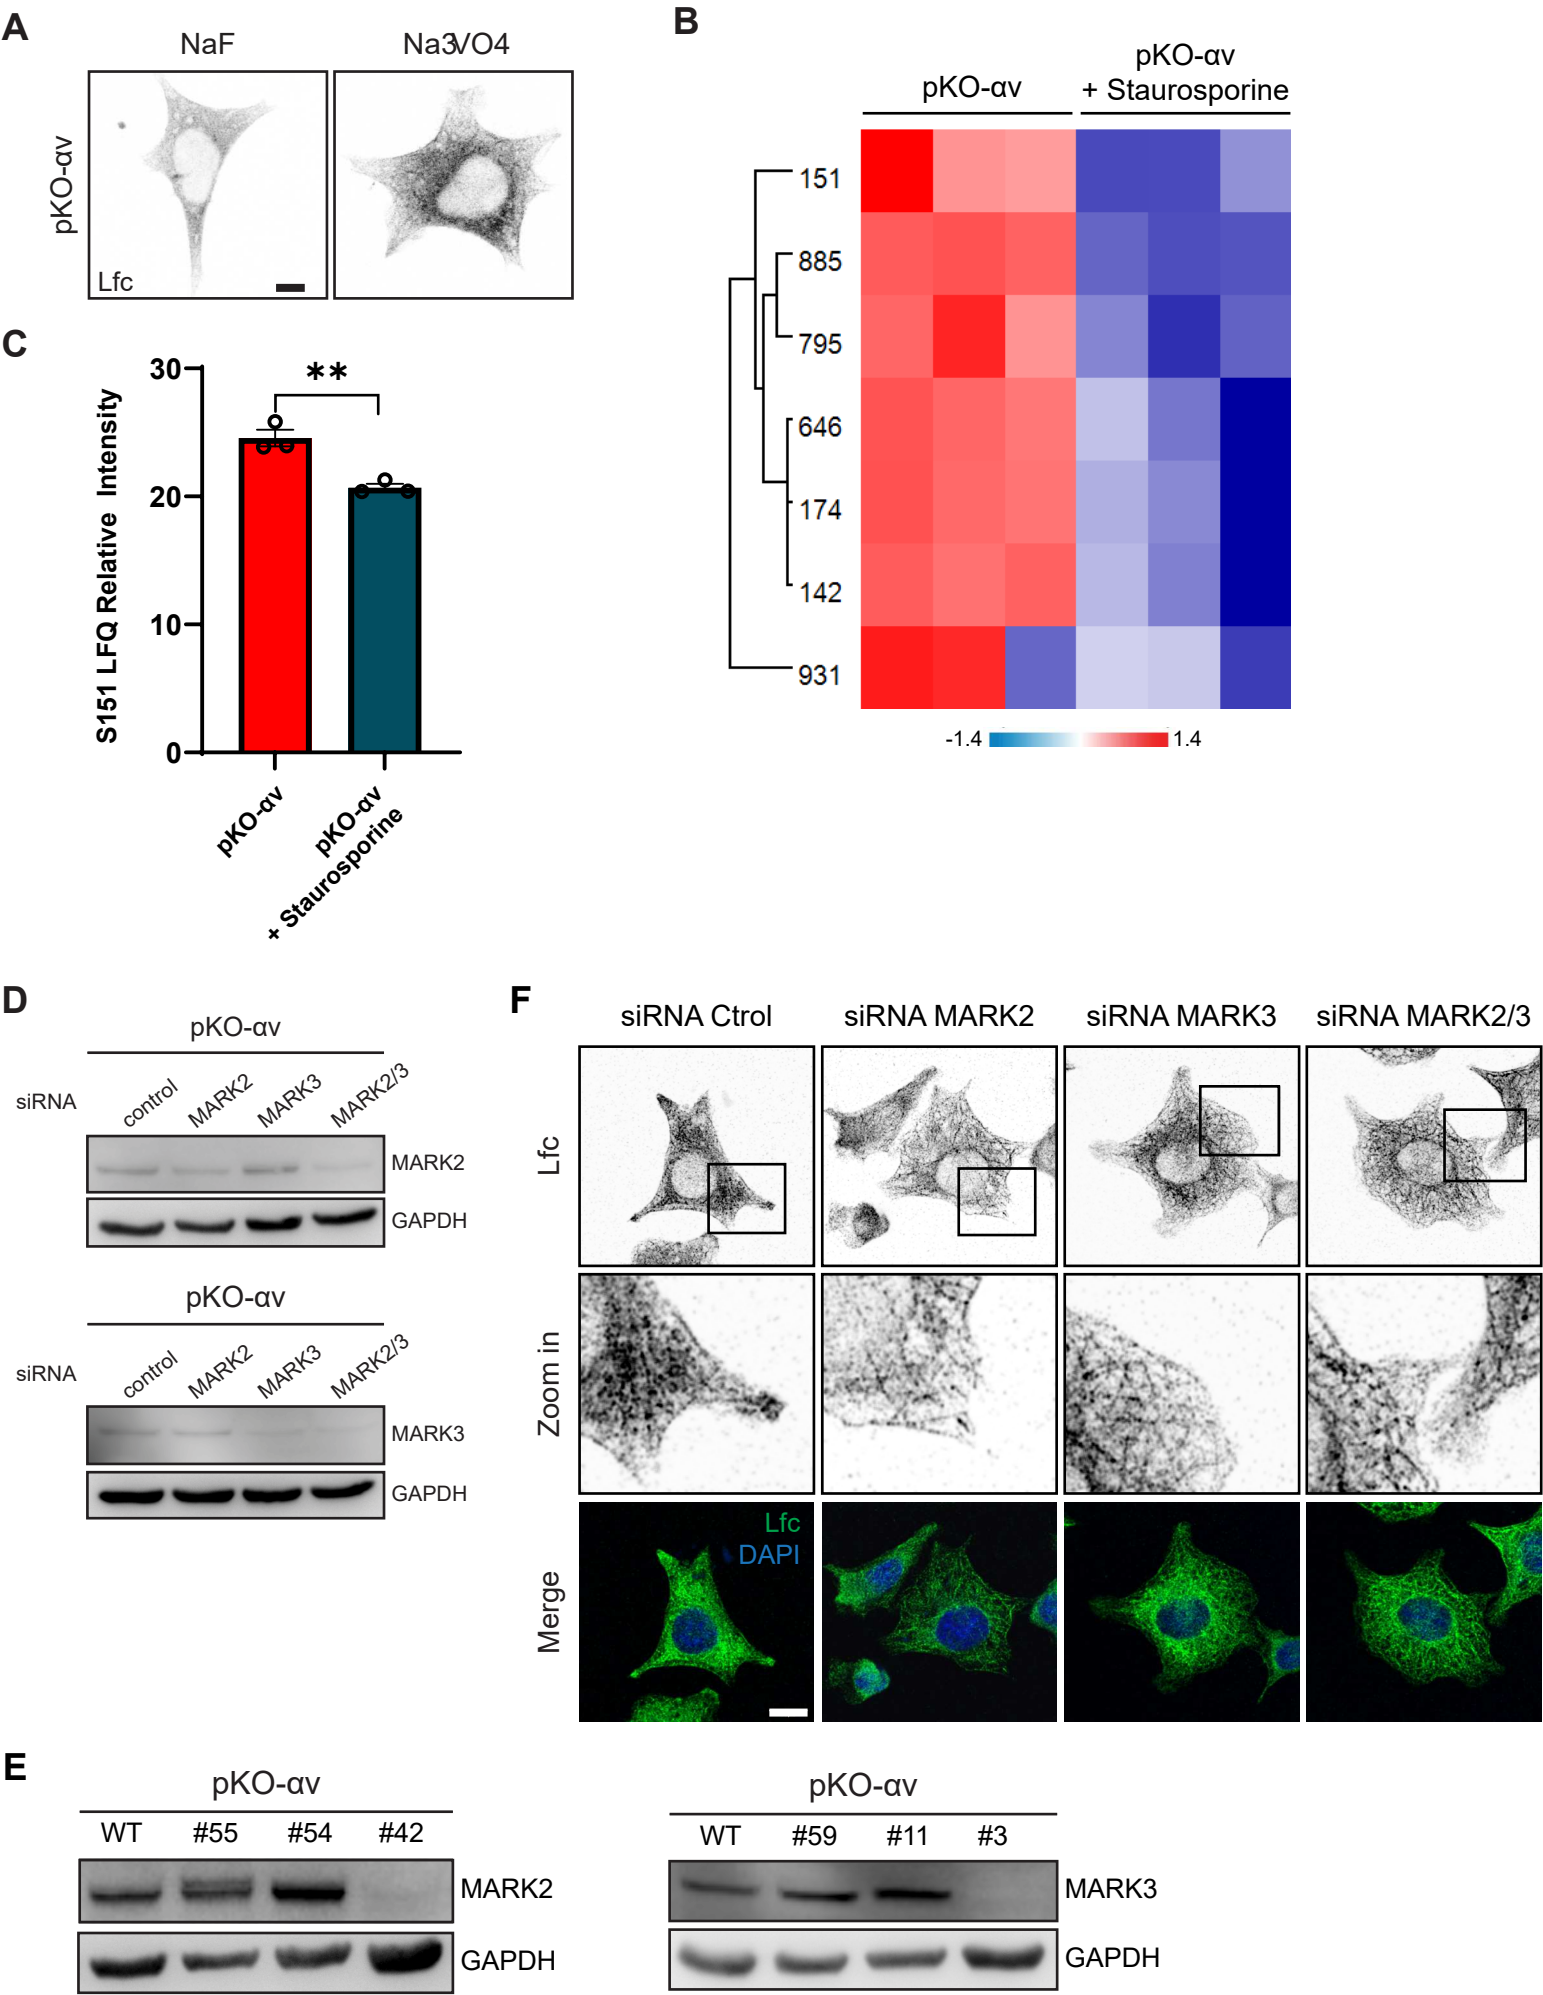 A
NaF
Na3VO4
pKO-αv
Lfc
B
pKO-αv
pKO-αv
+ Staurosporine
151
885
795
646
174
142
931
-1.4
1.4
C
S151 LFQ Relative Intensity
30
20
10
0
**
pKO-αv
pKO-αv
+ Staurosporine
D
pKO-αv
siRNA
control
MARK2
MARK3
MARK2/3
MARK2
GAPDH
pKO-αv
siRNA
control
MARK2
MARK3
MARK2/3
MARK3
GAPDH
F
siRNA Ctrol
siRNA MARK2
siRNA MARK3
siRNA MARK2/3
Lfc
Zoom in
Merge
Lfc
DAPI
E
pKO-αv
WT
#55
#54
#42
MARK2
GAPDH
pKO-αv
WT
#59
#11
#3
MARK3
GAPDH